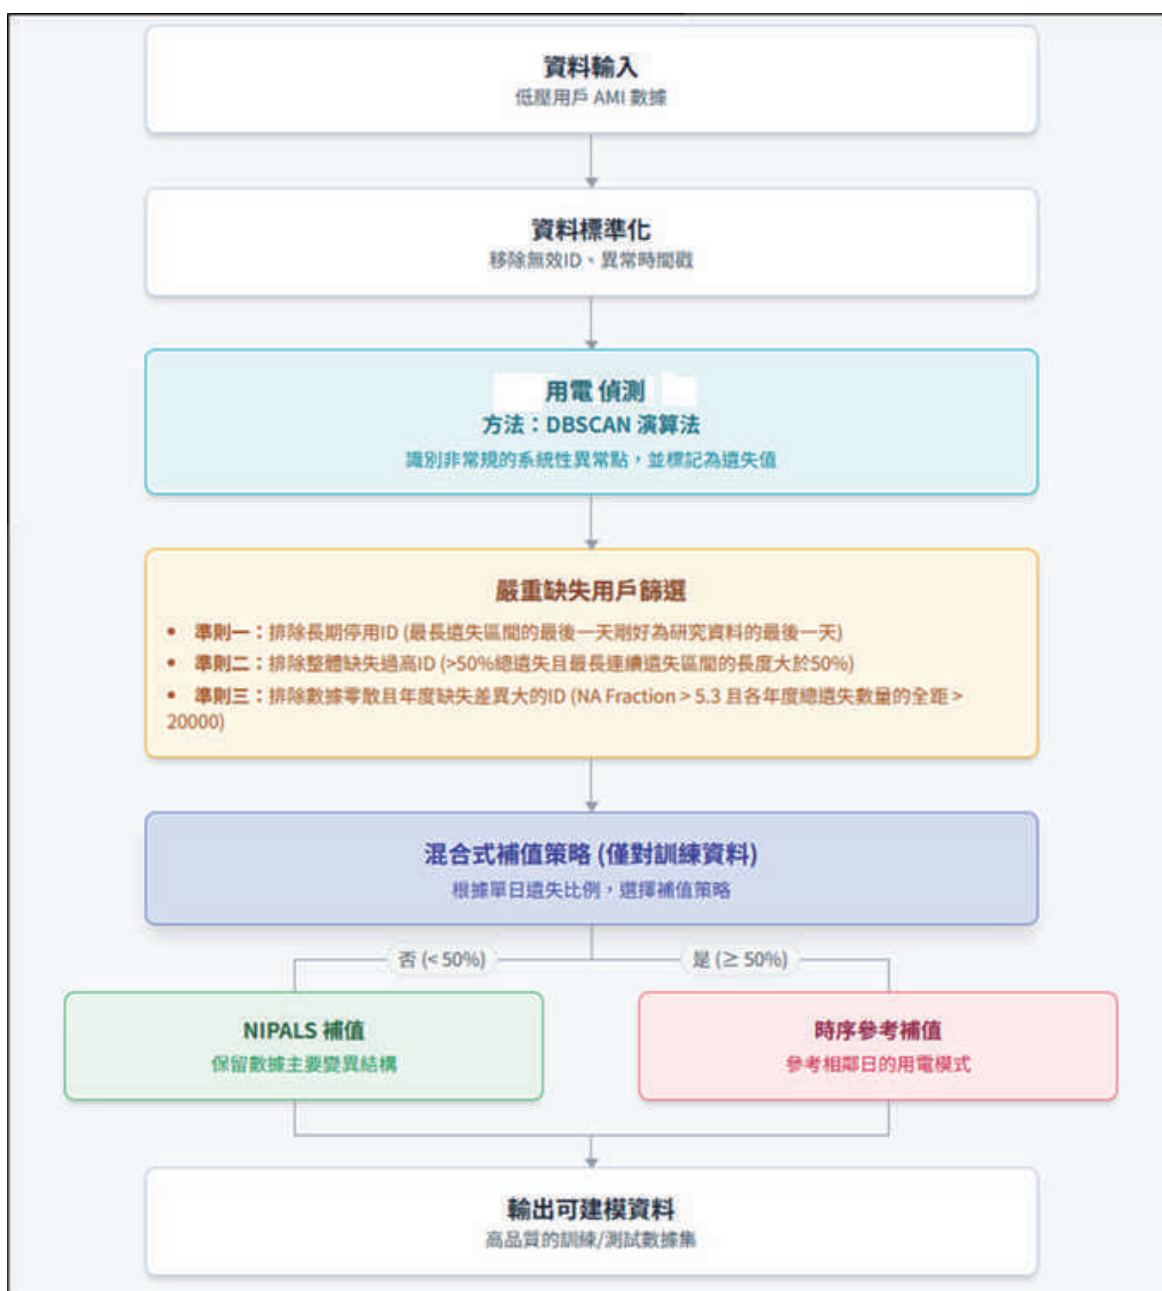 資料輸入
低壓用戶 AMI 數據
資料標準化
移除無效ID、異常時間戳
用電 偵測
方法：DBSCAN 演算法
識別非常規的系統性異常點，並標記為遺失值
嚴重缺失用戶篩選
• 準則一：排除長期停用ID (最長遺失區間的最後一天剛好為研究資料的最後一天)
• 準則二：排除整體缺失過高ID (>50%總遺失且最長連續遺失區間的長度大於50%)
• 準則三：排除數據零散且年度缺失差異大的ID (NA Fraction > 5.3 且各年度總遺失數量的全距 >
20000)
混合式補值策略 (僅對訓練資料)
根據單日遺失比例，選擇補值策略
否 (< 50%)
是 (≥ 50%)
NIPALS 補值
保留數據主要變異結構
時序參考補值
參考相鄰日的用電模式
輸出可建模資料
高品質的訓練/測試數據集